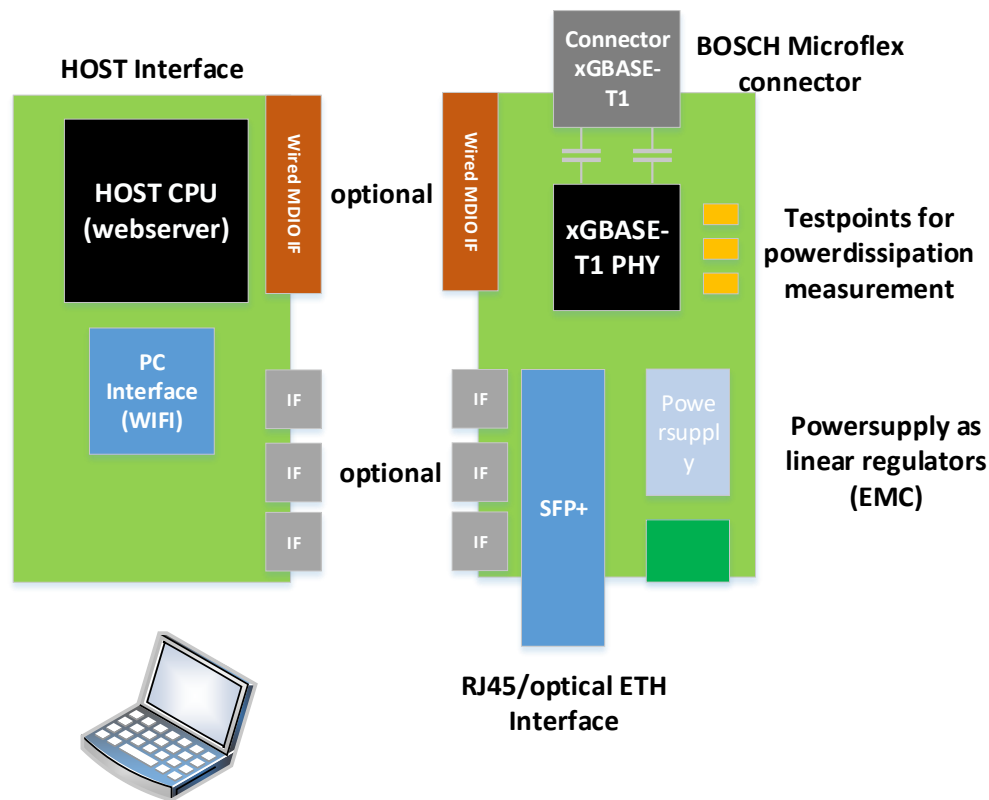 HOST Interface
HOST CPU
(webserver)
Wired MDIO IF
PC
Interface
(WIFI)
IF
IF
IF
optional
optional
Connector
xGBASE-
T1
BOSCH Microflex
connector
Wired MDIO IF
xGBASE-
T1 PHY
Testpoints for
powerdissipation
measurement
IF
IF
IF
SFP+
Powe
rsuppl
y
Powersupply as
linear regulators
(EMC)
RJ45/optical ETH
Interface